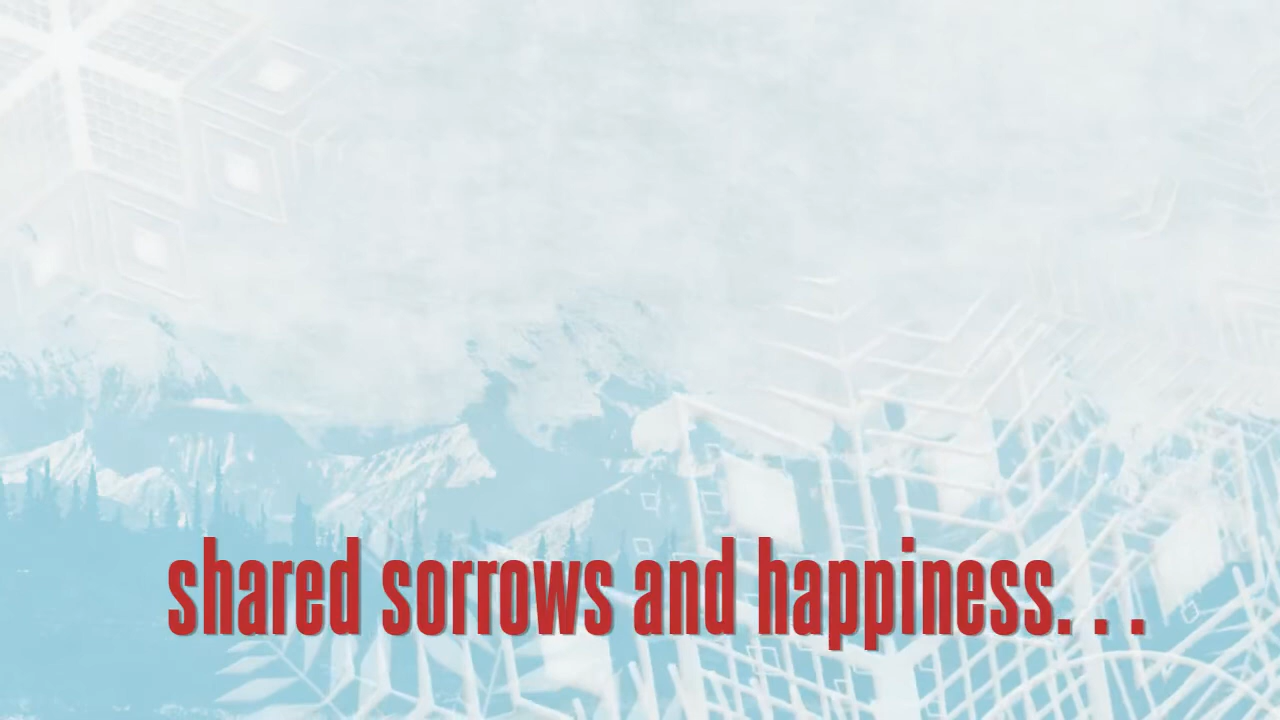 shared sorrows and happiness. . .